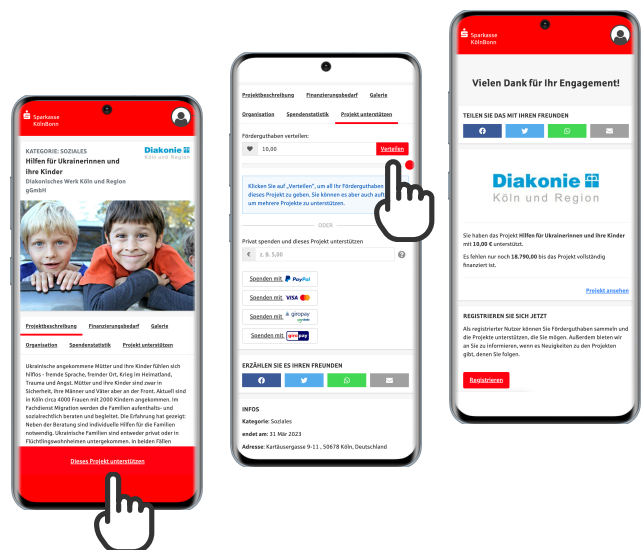 Sparkasse
KölnBonn
KATEGORIE: SOZIALES
Hilfen für Ukrainerinnen und
ihre Kinder
Diakonisches Werk Köln und Region
gGmbH
Diakonie
Köln und Region
Projektbeschreibung Finanzierungsbedarf Galerie
Organisation Spendenstatistik Projekt unterstützen
Ukrainische angekommene Mütter und ihre Kinder fühlen sich
hilflos - fremde Sprache, fremder Ort, Krieg im Heimatland,
Trauma und Angst. Mütter und ihre Kinder sind zwar in
Sicherheit, ihre Männer und Väter aber an der Front. Aktuell sind
in Köln circa 4000 Frauen mit 2000 Kindern angekommen. Im
Fachdienst Migration werden die Familien aufenthalts- und
sozialrechtlich beraten und begleitet. Die Erfahrung hat gezeigt:
Neben der Beratung sind individuelle Hilfe für die Familien
notwendig. Ukrainische Familien sind entweder privat oder in
Flüchtlingswohnheimen untergekommen. In beiden Fällen
Dieses Projekt unterstützen
Projektbeschreibung Finanzierungsbedarf Galerie
Organisation Spendenstatistik Projekt unterstützen
Förderguthaben verteilen:
10,00 Verteilen
Klicken Sie auf „Verteilen", um all Ihr Förderguthaben
dieses Projekt zu geben. Sie können es aber auch auft
um mehrere Projekte zu unterstützen.
ODER
Privat spenden und dieses Projekt unterstützen
€ z. B. 5,00
Spenden mit PayPal
Spenden mit VISA
Spenden mit giropay
Spenden mit giropay
ERZÄHLEN SIE ES IHREN FREUNDEN
INFOS
Kategorie: Soziales
endet am: 31 Mär 2023
Adresse: Kartäusergasse 9-11 , 50678 Köln, Deutschland
Sparkasse
KölnBonn
Vielen Dank für Ihr Engagement!
TEILEN SIE DAS MIT IHREN FREUNDEN
Diakonie
Köln und Region
Sie haben das Projekt Hilfen für Ukrainerinnen und ihre Kinder
mit 10,00 € unterstützt.
Es fehlen nur noch 18.790,00 bis das Projekt vollständig
finanziert ist.
Projekt ansehen
REGISTRIEREN SIE SICH JETZT
Als registrierter Nutzer können Sie Förderguthaben sammeln und
die Projekte unterstützen, die Sie mögen. Außerdem bieten wir
an Sie zu informieren, wenn es Neuigkeiten zu den Projekten
gibt, denen Sie folgen.
Registrieren